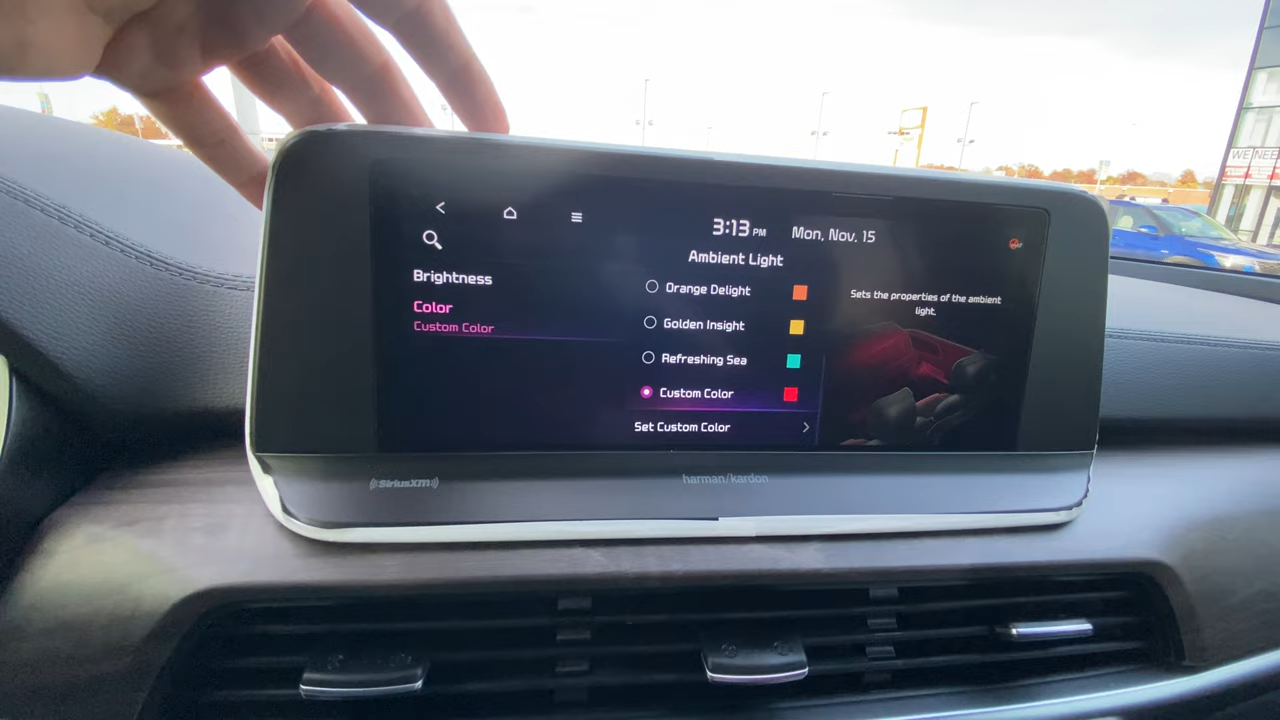 3:13 PM
Mon, Nov. 15
Ambient Light
Brightness
Color
Custom Color
Orange Delight
Golden Insight
Refreshing Sea
Custom Color
Set Custom Color
Sets the properties of the ambient
light.
SiriusXM
harman/kardon
WE NEE